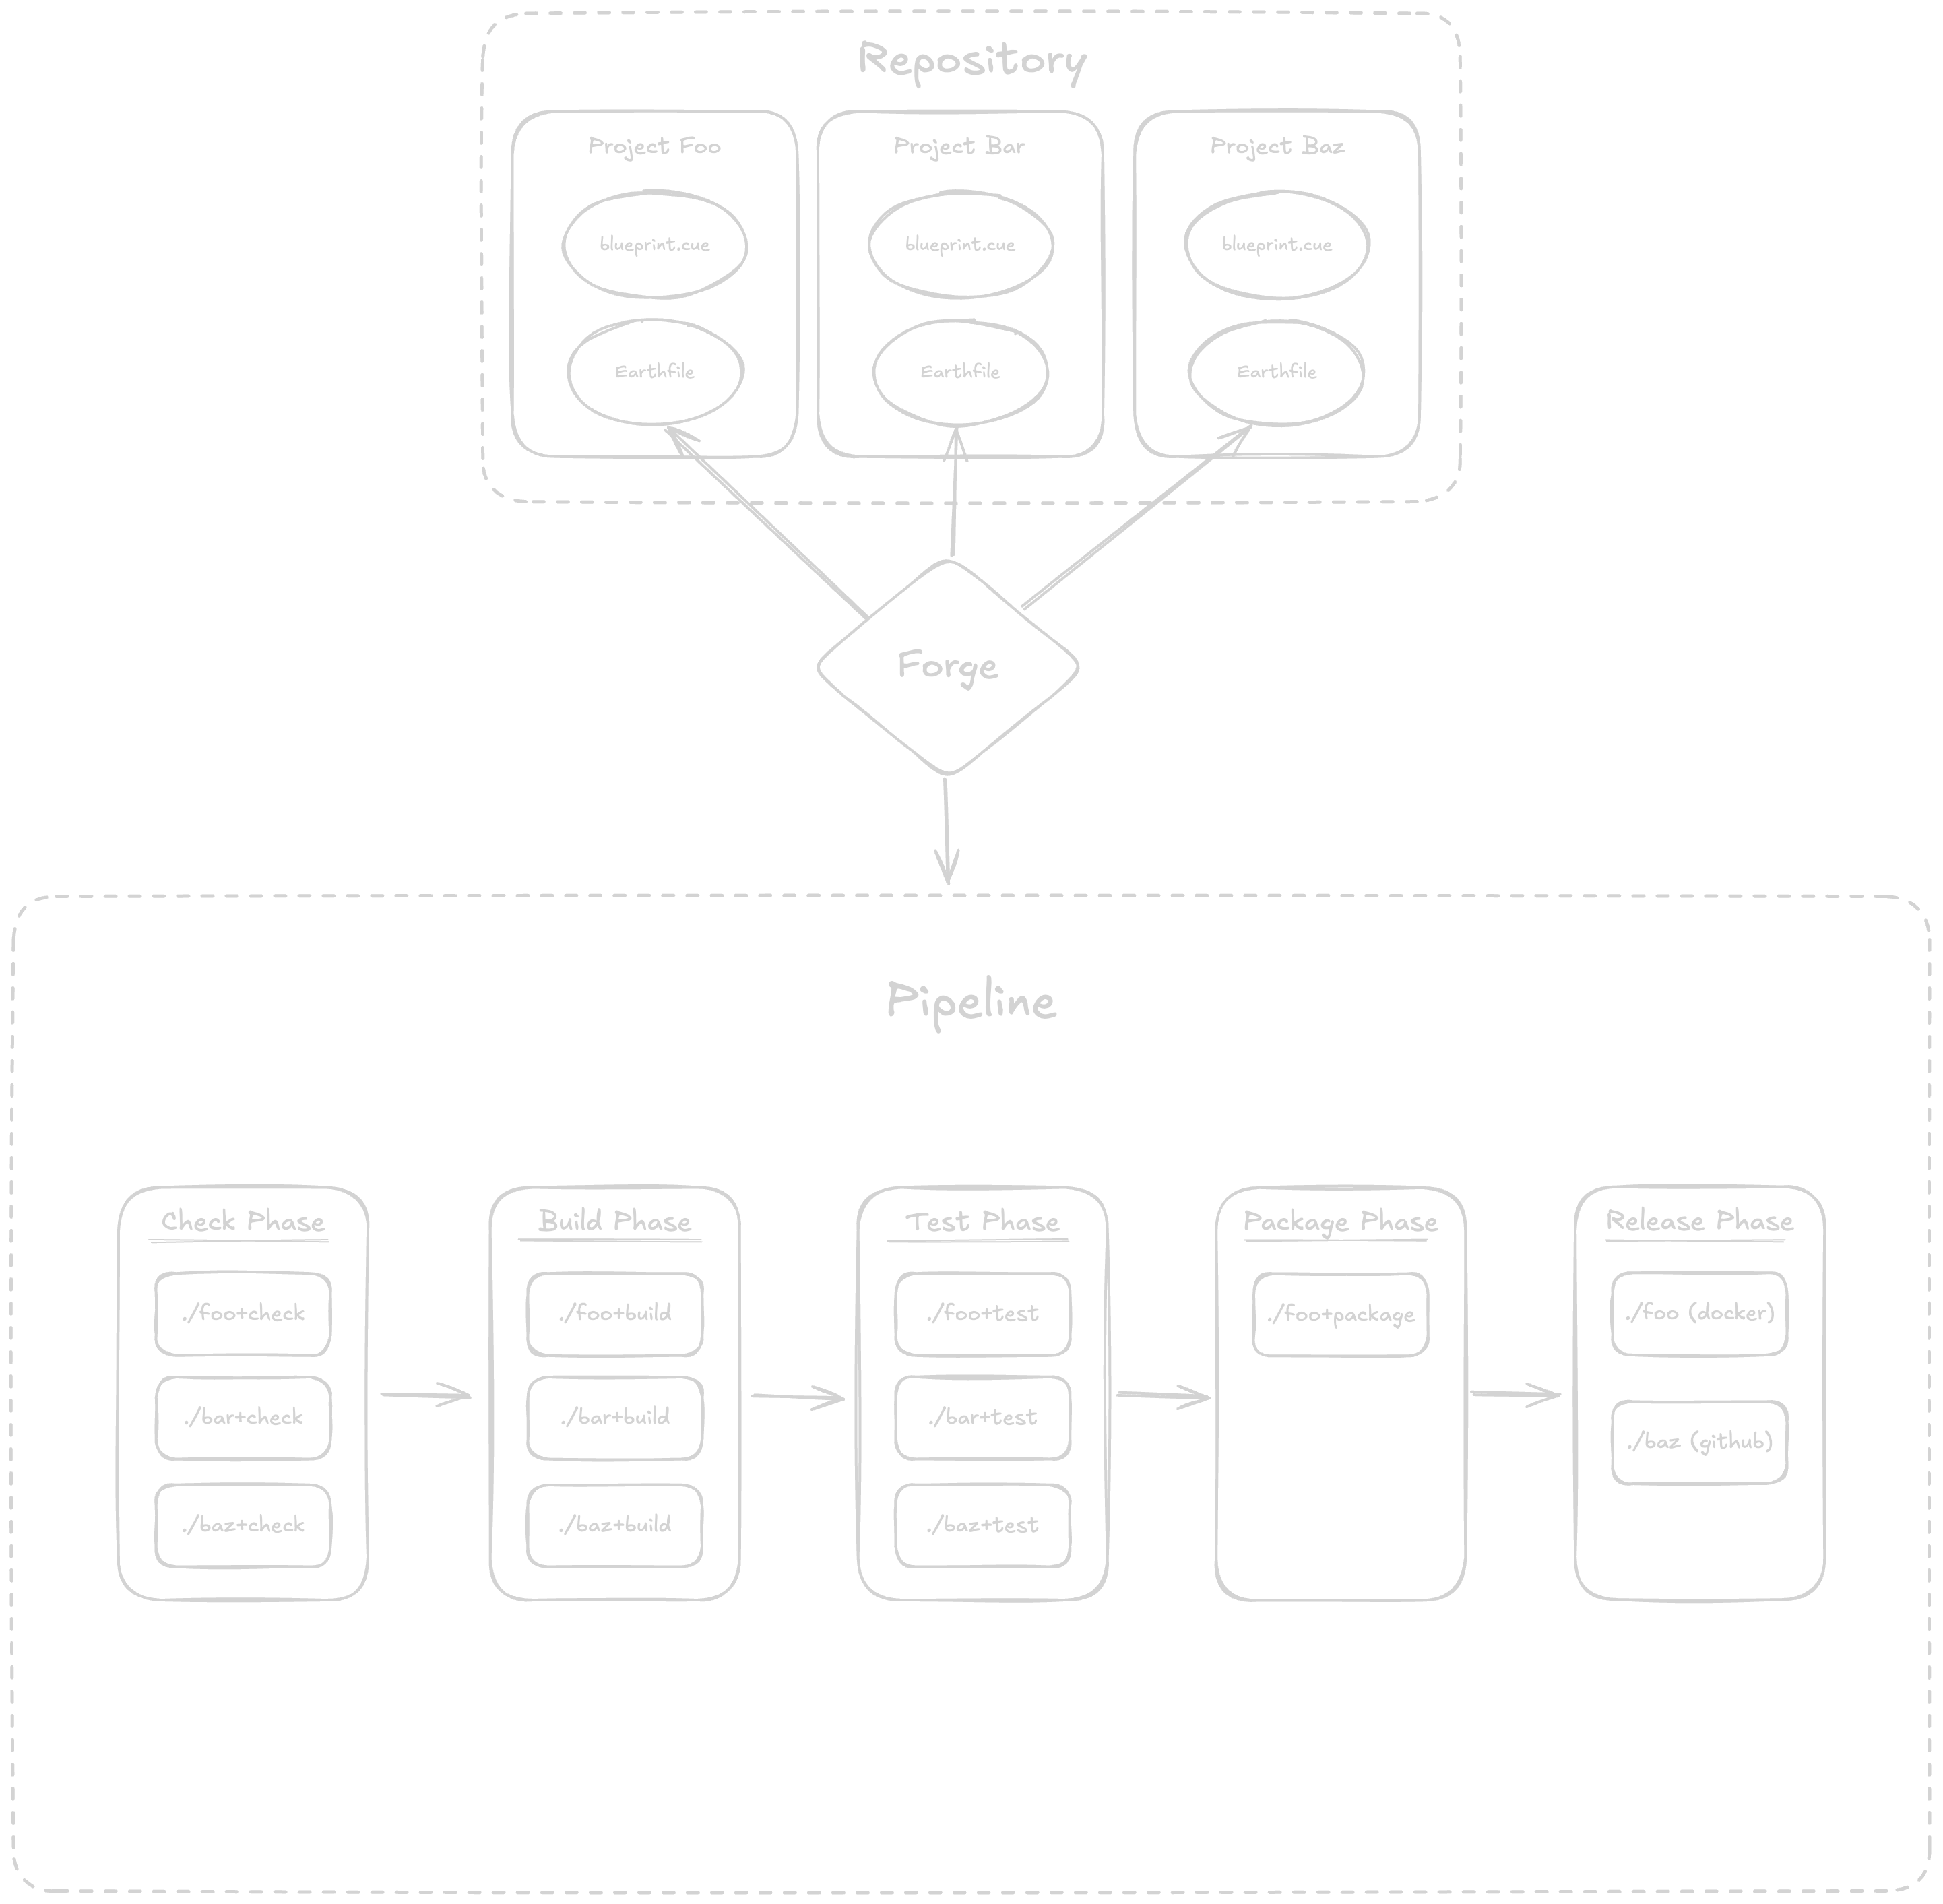 Repository
Project Foo
Project Bar
Project Baz
blueprint.cue
blueprint.cue
blueprint.cue
Earthfile
Earthfile
Earthfile
Forge
Pipeline
Check Phase
./foo+check
./bar+check
./baz+check
Build Phase
./foo+build
./bar+build
./baz+build
Test Phase
./foo+test
./bar+test
./baz+test
Package Phase
./foo+package
Release Phase
./foo (docker)
./baz (github)